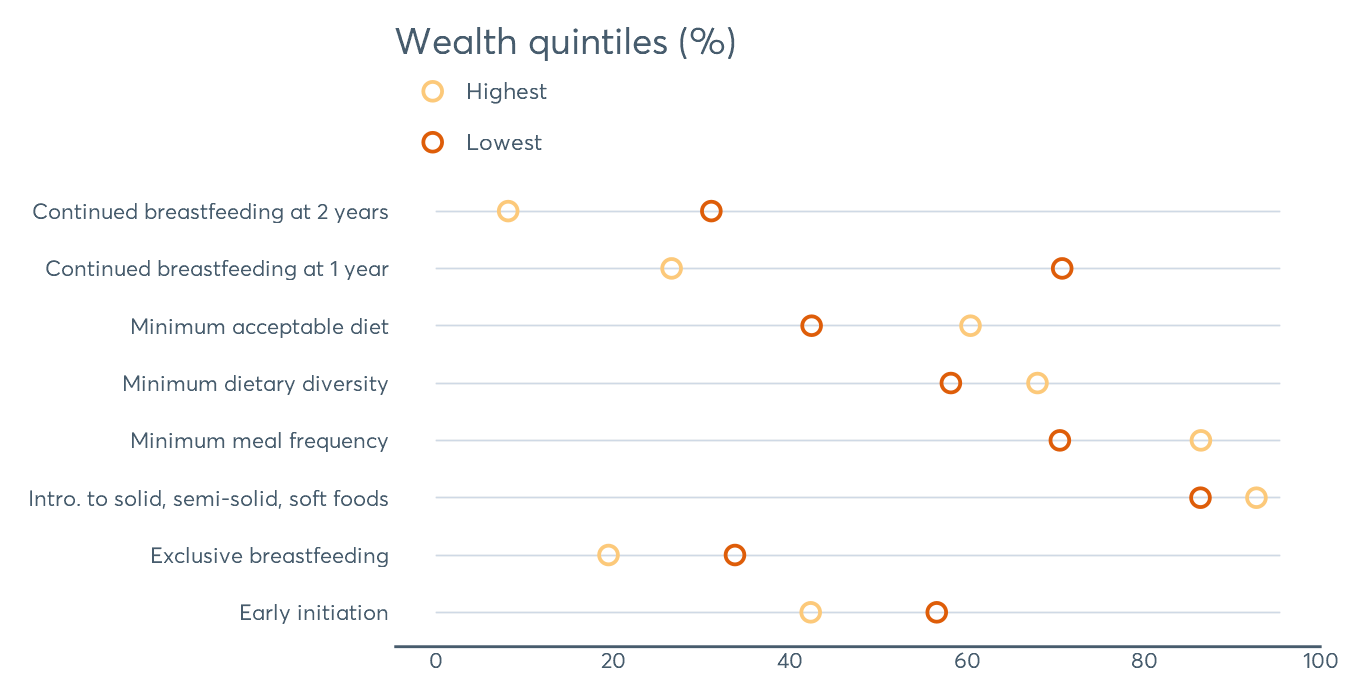 Wealth quintiles (%)
Highest
Lowest
Continued breastfeeding at 2 years
Continued breastfeeding at 1 year
Minimum acceptable diet
Minimum dietary diversity
Minimum meal frequency
Intro. to solid, semi-solid, soft foods
Exclusive breastfeeding
Early initiation
0 20 40 60 80 100